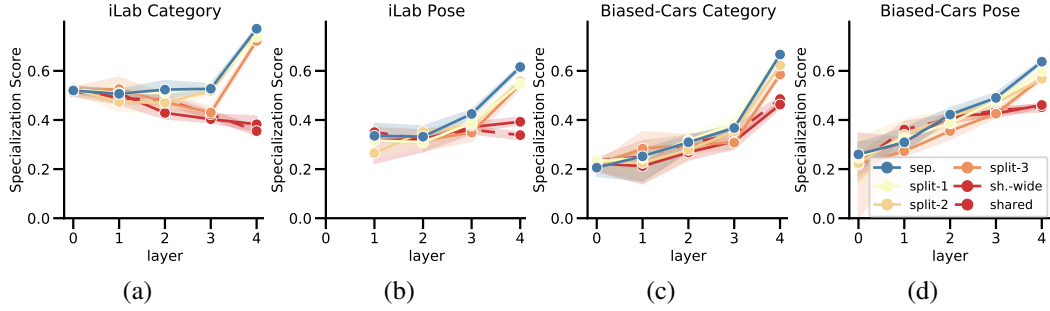 iLab Category
Specialization Score
0.6
0.4
0.2
0.0
0 1 2 3 4
layer
(a)
iLab Pose
Specialization Score
0.6
0.4
0.2
0.0
0 1 2 3 4
layer
(b)
Biased-Cars Category
Specialization Score
0.6
0.4
0.2
0.0
0 1 2 3 4
layer
(c)
Biased-Cars Pose
Specialization Score
0.6
0.4
0.2
0.0
sep.
split-1
split-2
split-3
sh.-wide
shared
0 1 2 3 4
layer
(d)